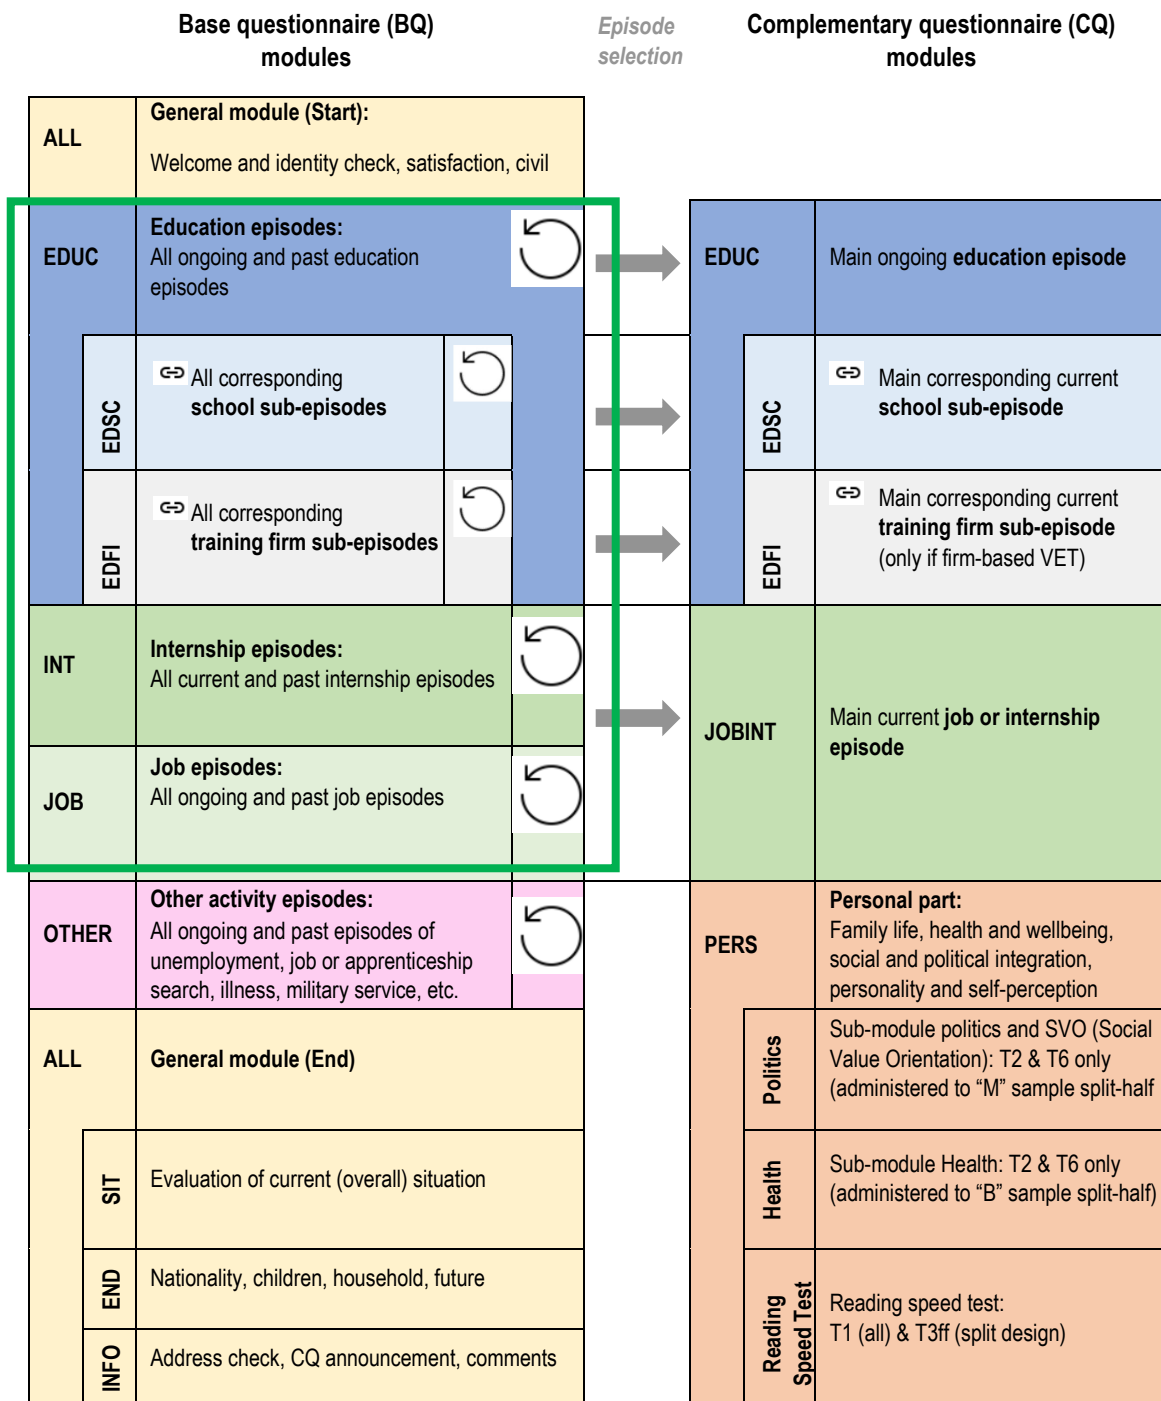 Base questionnaire (BQ)
modules
Episode
selection
Complementary questionnaire (CQ)
modules
ALL
General module (Start):
Welcome and identity check, satisfaction, civil
EDUC
Education episodes:
All ongoing and past education
episodes
EDUC
Main ongoing education episode
EDSC
All corresponding
school sub-episodes
EDSC
Main corresponding current
school sub-episode
EDFI
All corresponding
training firm sub-episodes
EDFI
Main corresponding current
training firm sub-episode
(only if firm-based VET)
INT
Internship episodes:
All current and past internship episodes
JOB
Job episodes:
All ongoing and past job episodes
JOBINT
Main current job or internship
episode
OTHER
Other activity episodes:
All ongoing and past episodes of
unemployment, job or apprenticeship
search, illness, military service, etc.
PERS
Personal part:
Family life, health and wellbeing,
social and political integration,
personality and self-perception
ALL
General module (End)
Politics
Sub-module politics and SVO (Social
Value Orientation): T2 & T6 only
(administered to “M” sample split-half
SIT
Evaluation of current (overall) situation
Health
Sub-module Health: T2 & T6 only
(administered to “B” sample split-half)
END
Nationality, children, household, future
INFO
Address check, CQ announcement, comments
Reading
Speed Test
Reading speed test:
T1 (all) & T3ff (split design)